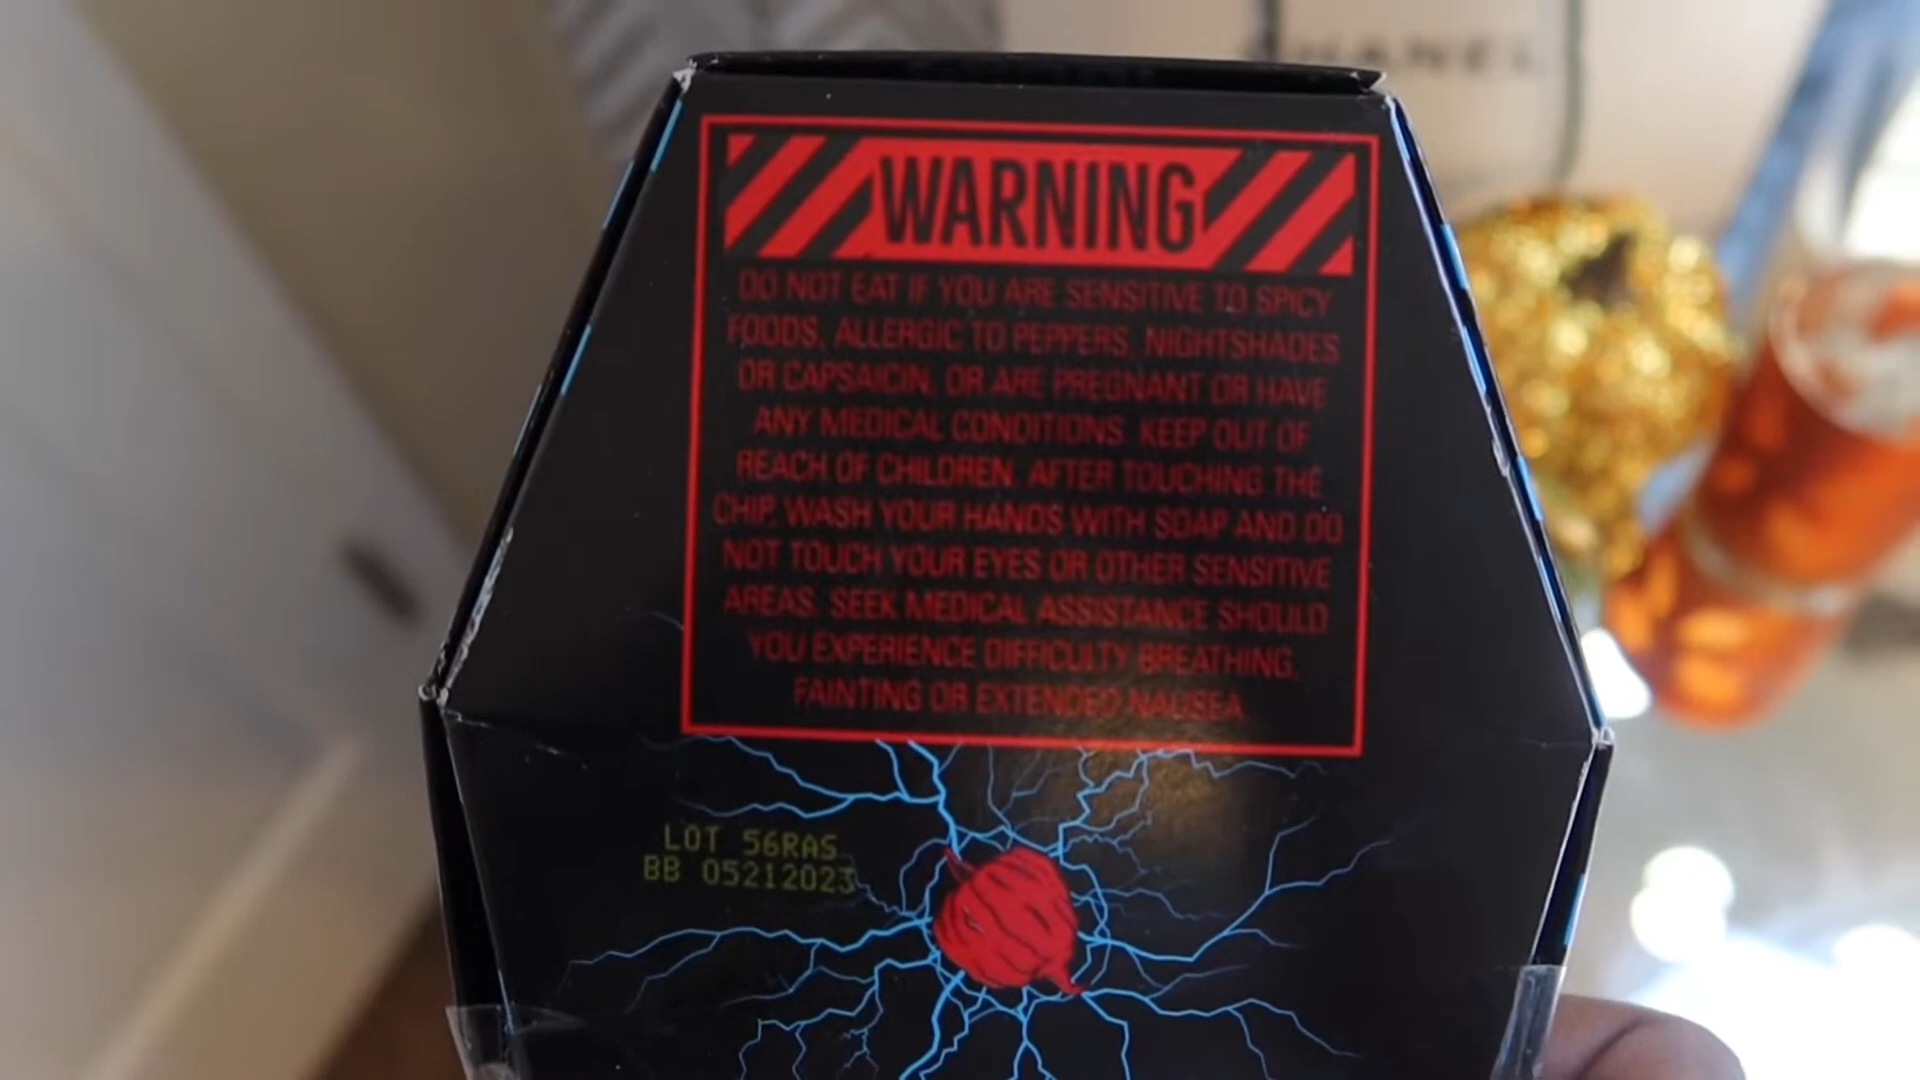 CHANEL
WARNING
DO NOT EAT IF YOU ARE SENSITIVE TO SPICY
FOODS, ALLERGIC TO PEPPERS, NIGHTSHADES
OR CAPSAICIN, OR ARE PREGNANT OR HAVE
ANY MEDICAL CONDITIONS. KEEP OUT OF
REACH OF CHILDREN. AFTER TOUCHING THE
CHIP, WASH YOUR HANDS WITH SOAP AND DO
NOT TOUCH YOUR EYES OR OTHER SENSITIVE
AREAS. SEEK MEDICAL ASSISTANCE SHOULD
YOU EXPERIENCE DIFFICULTY BREATHING,
FAINTING OR EXTENDED NAUSEA.
LOT 56RAS
BB 05212023